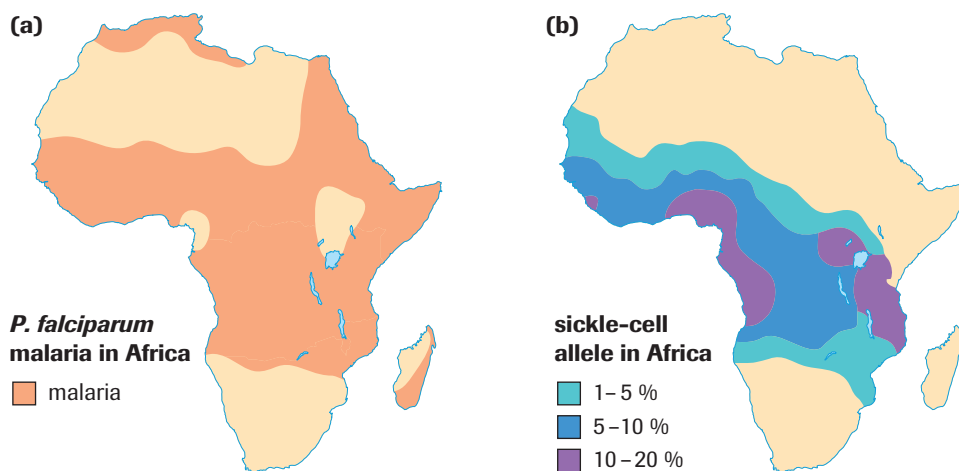 (a)
P. falciparum
malaria in Africa
malaria
(b)
sickle-cell
allele in Africa
1–5 %
5–10 %
10–20 %